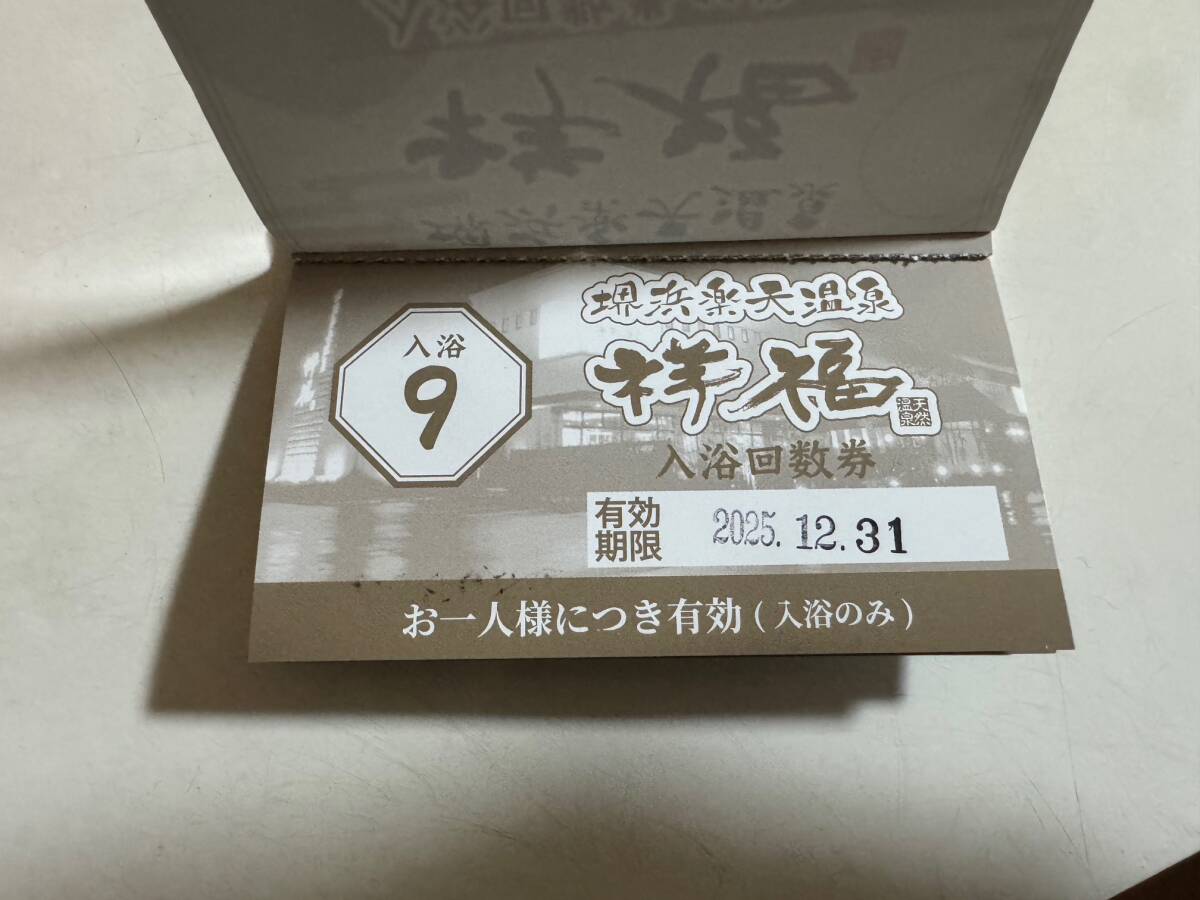 入浴
9
堺浜楽天温泉
祥福
天然
温泉
入浴回数券
有効
期限
2025.12.31
お一人様につき有効(入浴のみ)